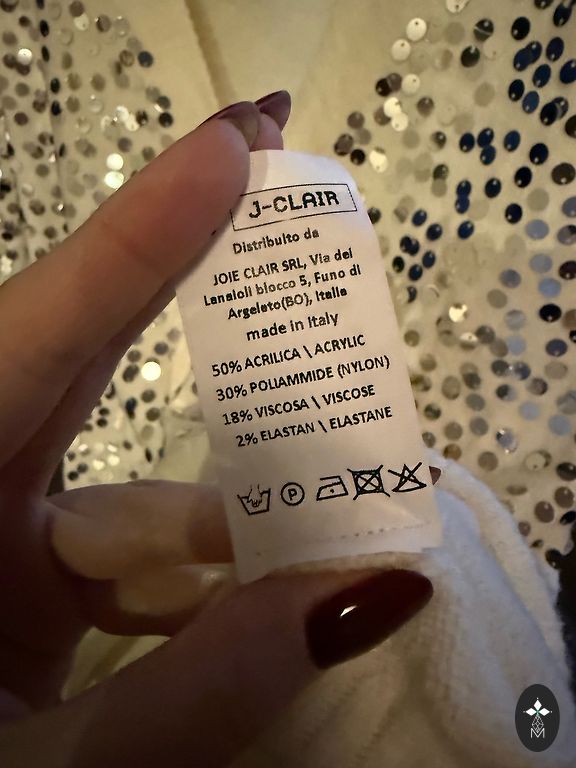 J-CLAIR
Distribuito da
JOIE CLAIR SRL, Via dei
Lanaioli blocco 5, Funo di
Argelato(BO), Italia
made in Italy
50% ACRILICA \ ACRYLIC
30% POLIAMMIDE (NYLON)
18% VISCOSA \ VISCOSE
2% ELASTAN \ ELASTANE
P
M